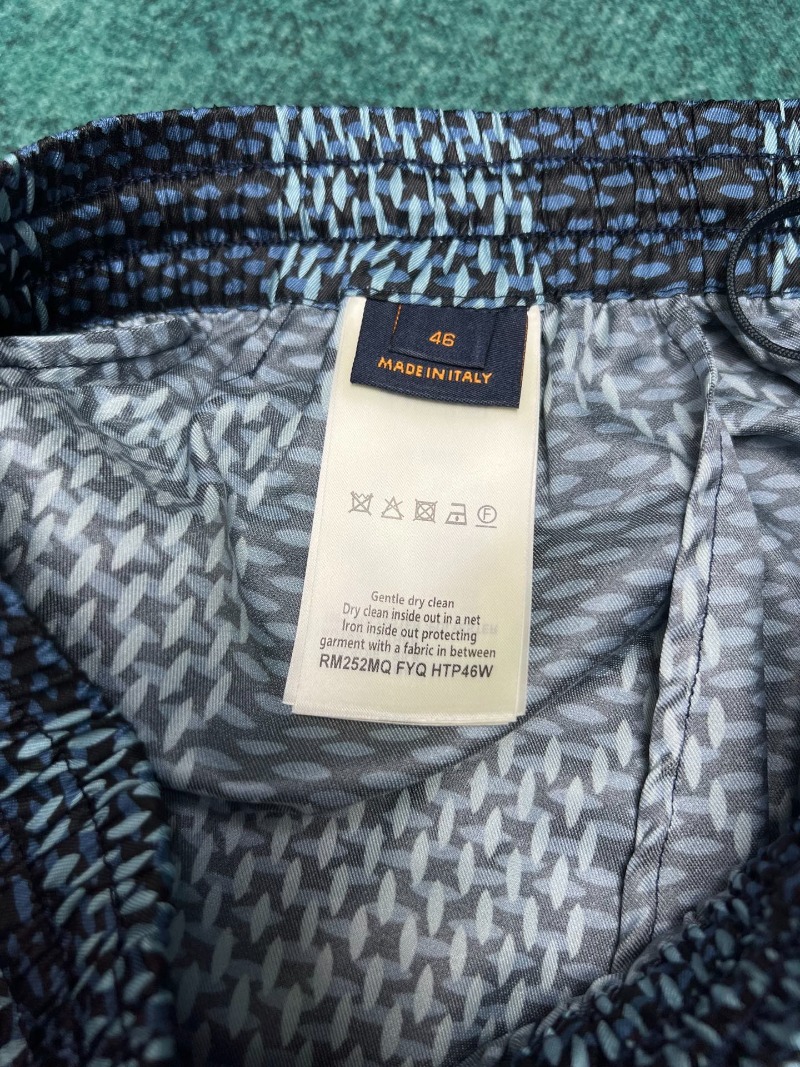 46
MADE IN ITALY
F
Gentle dry clean
Dry clean inside out in a net
Iron inside out protecting
garment with a fabric in between
RM252MQ FYQ HTP46W